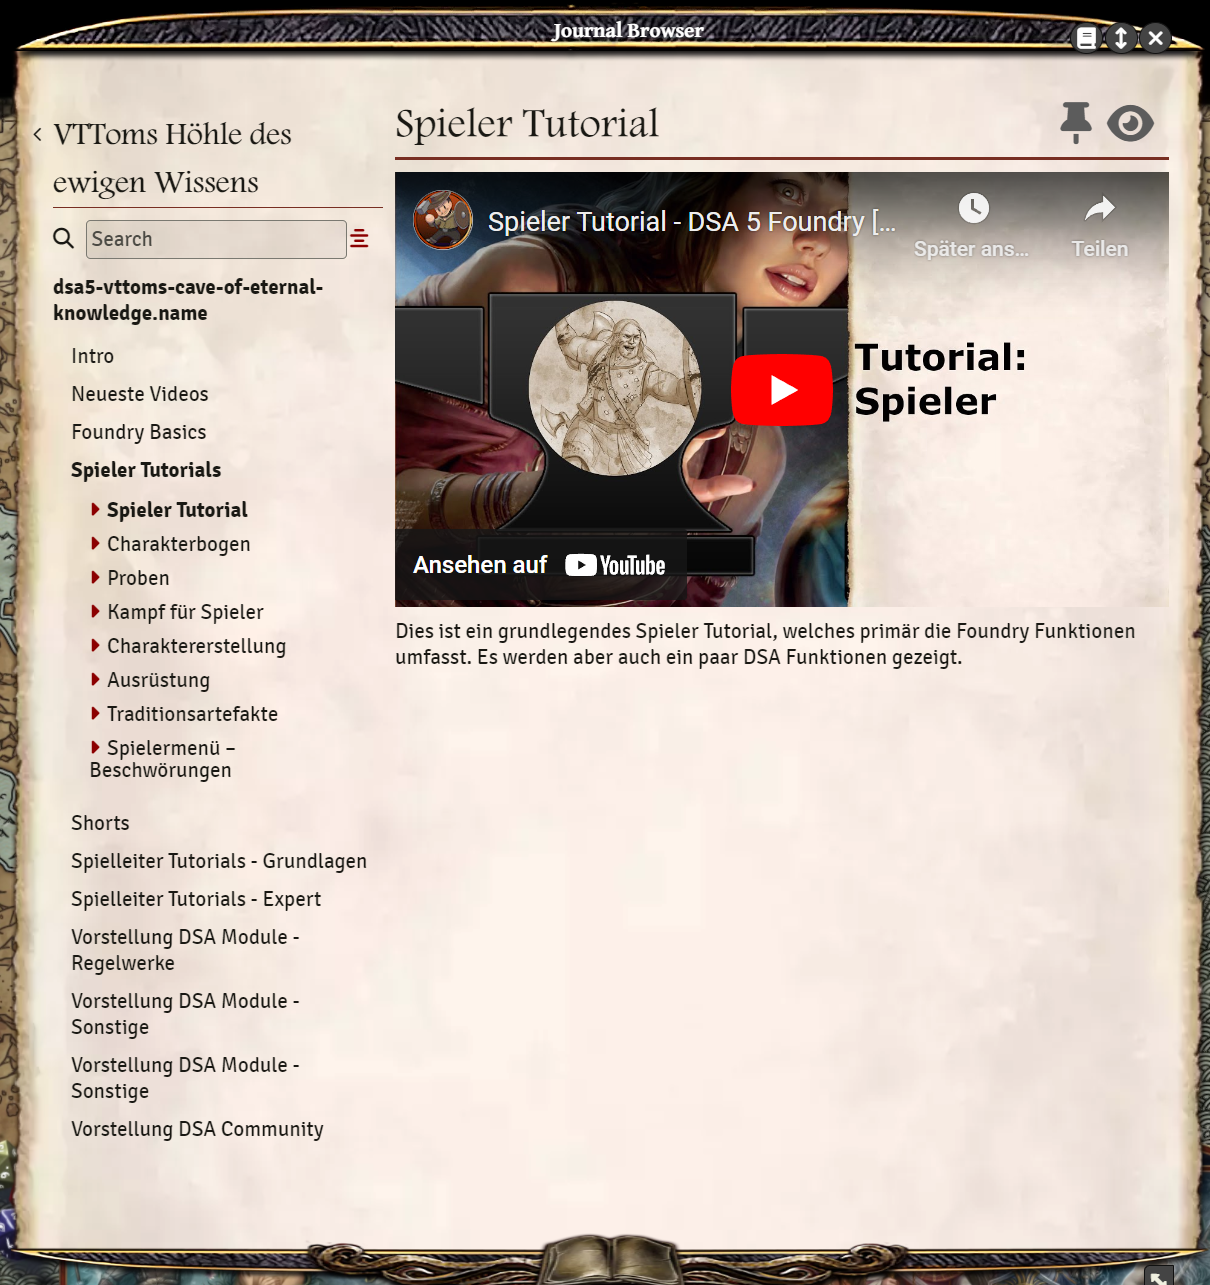 Journal Browser
VTToms Höhle des
ewigen Wissens
Search
dsa5-vttoms-cave-of-eternal-
knowledge.name
Intro
Neueste Videos
Foundry Basics
Spieler Tutorials
Spieler Tutorial
Charakterbogen
Proben
Kampf für Spieler
Charaktererstellung
Ausrüstung
Traditionsartefakte
Spielermenü –
Beschwörungen
Shorts
Spielleiter Tutorials - Grundlagen
Spielleiter Tutorials - Expert
Vorstellung DSA Module -
Regelwerke
Vorstellung DSA Module -
Sonstige
Vorstellung DSA Module -
Sonstige
Vorstellung DSA Community
Spieler Tutorial
Spieler Tutorial - DSA 5 Foundry [...
Später ans...
Teilen
Tutorial:
Spieler
Ansehen auf YouTube
Dies ist ein grundlegendes Spieler Tutorial, welches primär die Foundry Funktionen
umfasst. Es werden aber auch ein paar DSA Funktionen gezeigt.